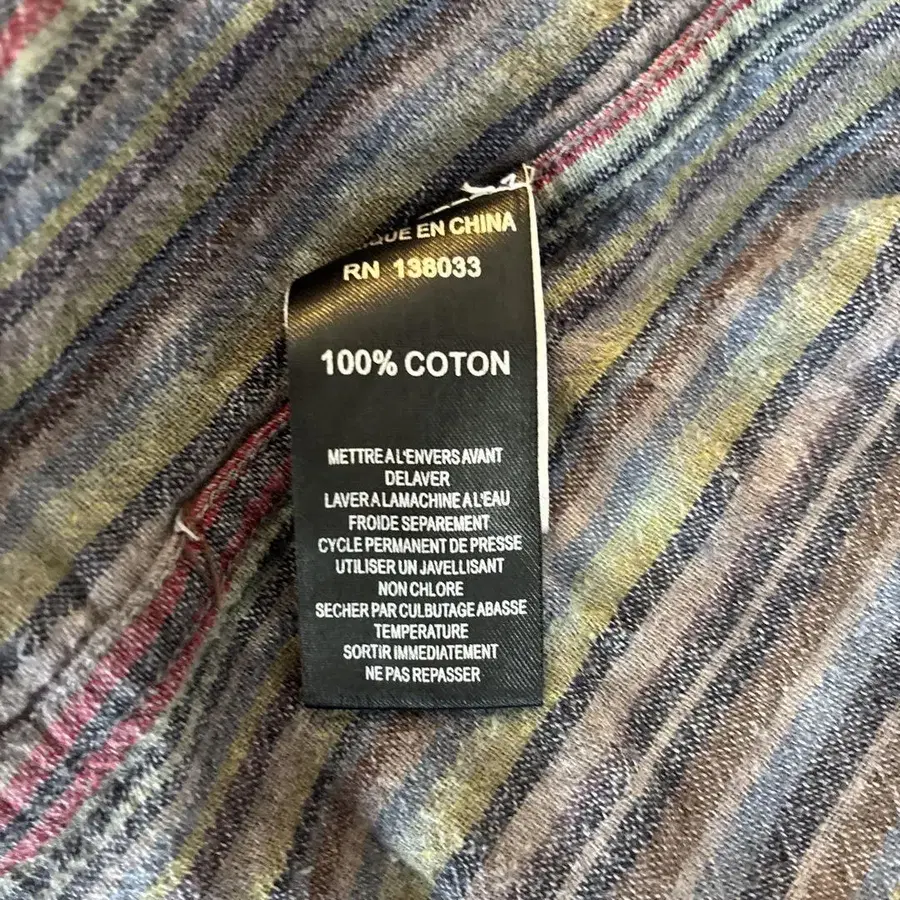 QUE EN CHINA
RN 138033
100% COTON
METTRE A L'ENVERS AVANT
DELAVER
LAVER A LAMACHINE A L'EAU
FROIDE SEPAREMENT
CYCLE PERMANENT DE PRESSE
UTILISER UN JAVELLISANT
NON CHLORE
SECHER PAR CULBUTAGE ABASSE
TEMPERATURE
SORTIR IMMEDIATEMENT
NE PAS REPASSER